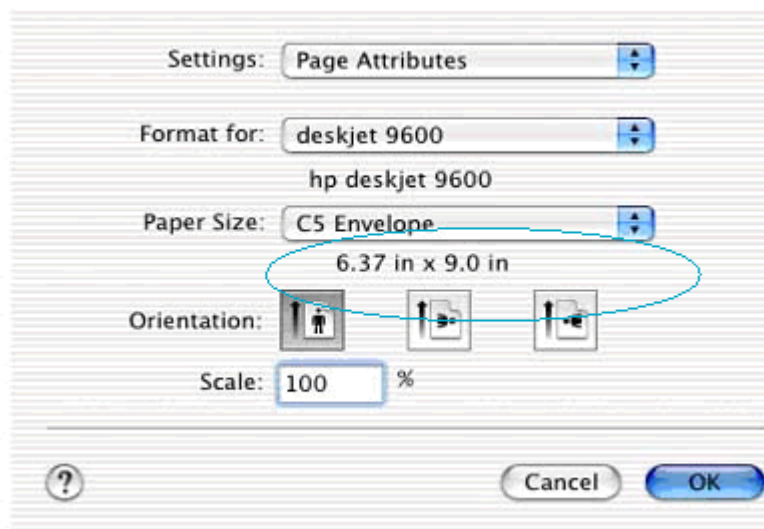 Settings: Page Attributes
Format for: deskjet 9600
hp deskjet 9600
Paper Size: C5 Envelope
6.37 in x 9.0 in
Orientation:
Scale: 100 %
? Cancel OK